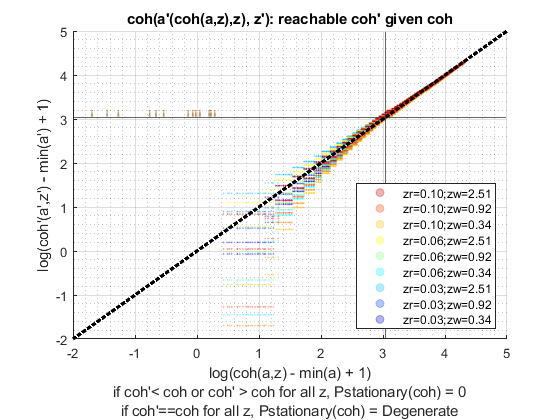 coh(a'(coh(a,z),z), z'): reachable coh' given coh
5
4
3
2
1
0
-1
-2
log(coh'(a',z') - min(a') + 1)
zr=0.10;zw=2.51
zr=0.10;zw=0.92
zr=0.10;zw=0.34
zr=0.06;zw=2.51
zr=0.06;zw=0.92
zr=0.06;zw=0.34
zr=0.03;zw=2.51
zr=0.03;zw=0.92
zr=0.03;zw=0.34
-2 -1 0 1 2 3 4 5
log(coh(a,z) - min(a) + 1)
if coh'< coh or coh' > coh for all z, Pstationary(coh) = 0
if coh'==coh for all z, Pstationary(coh) = Degenerate